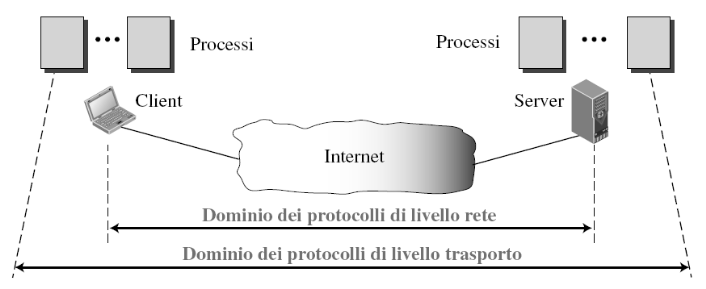 Processi
Processi
Client
Server
Internet
Dominio dei protocolli di livello rete
Dominio dei protocolli di livello trasporto